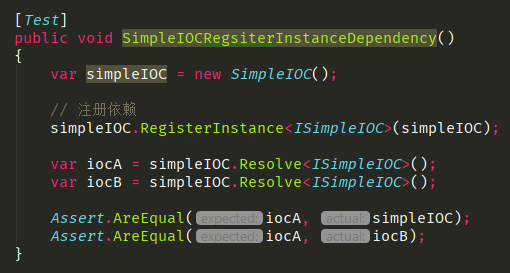 [Test]
public void SimpleIOCRegsiterInstanceDependency()
{
var simpleIOC = new SimpleIOC();
// 注册依赖
simpleIOC.RegisterInstance<ISimpleIOC>(simpleIOC);
var iocA = simpleIOC.Resolve<ISimpleIOC>();
var iocB = simpleIOC.Resolve<ISimpleIOC>();
Assert.AreEqual(expected: iocA, actual: simpleIOC);
Assert.AreEqual(expected: iocA, actual: iocB);
}